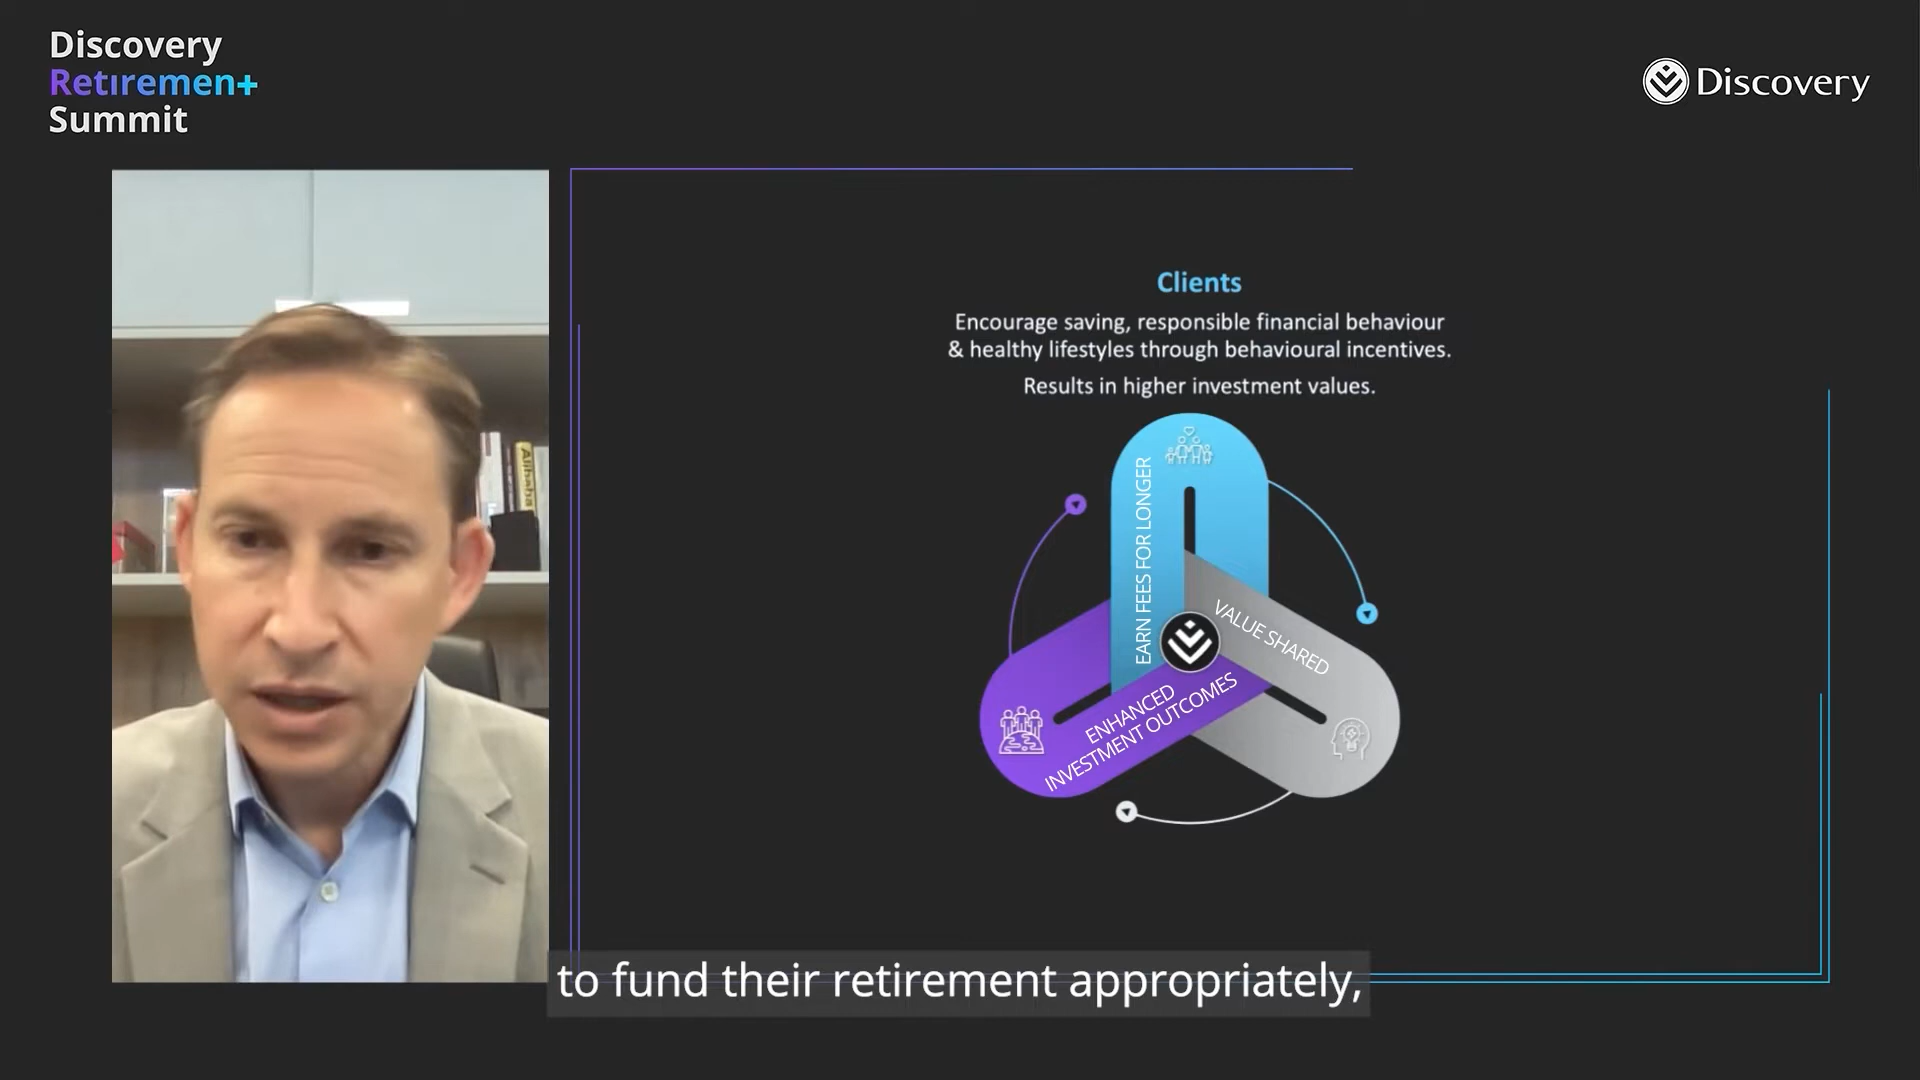 Discovery
Retiremen+
Summit
Discovery
Clients
Encourage saving, responsible financial behaviour
& healthy lifestyles through behavioural incentives.
Results in higher investment values.
EARN FEES FOR LONGER
VALUE SHARED
ENHANCED
INVESTMENT OUTCOMES
Alibaba
to fund their retirement appropriately,